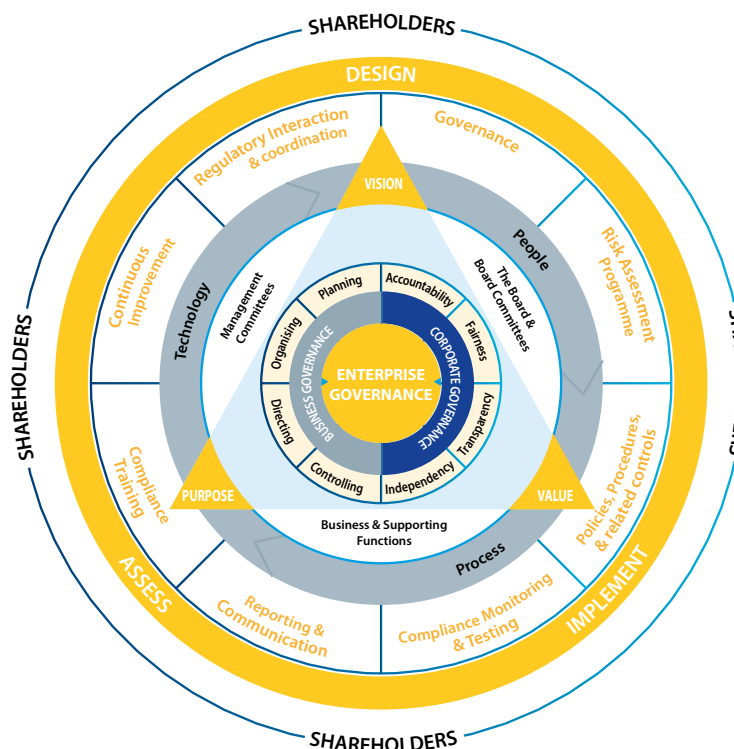 SHAREHOLDERS
DESIGN
Regulatory Interaction
& coordination
Governance
VISION
People
Technology
Continuous
Improvement
Risk Assessment
Programme
Management
Committees
The Board &
Board Committees
Planning
Accountability
Organising
Fairness
BUSINESS GOVERNANCE
CORPORATE GOVERNANCE
ENTERPRISE
GOVERNANCE
SHAREHOLDERS
Directing
Transparency
Controlling
Independency
Compliance
Training
Policies, Procedures,
& related controls
PURPOSE
VALUE
Business & Supporting
Functions
Process
ASSESS
IMPLEMENT
Reporting &
Communication
Compliance Monitoring
& Testing
SHAREHOLDERS